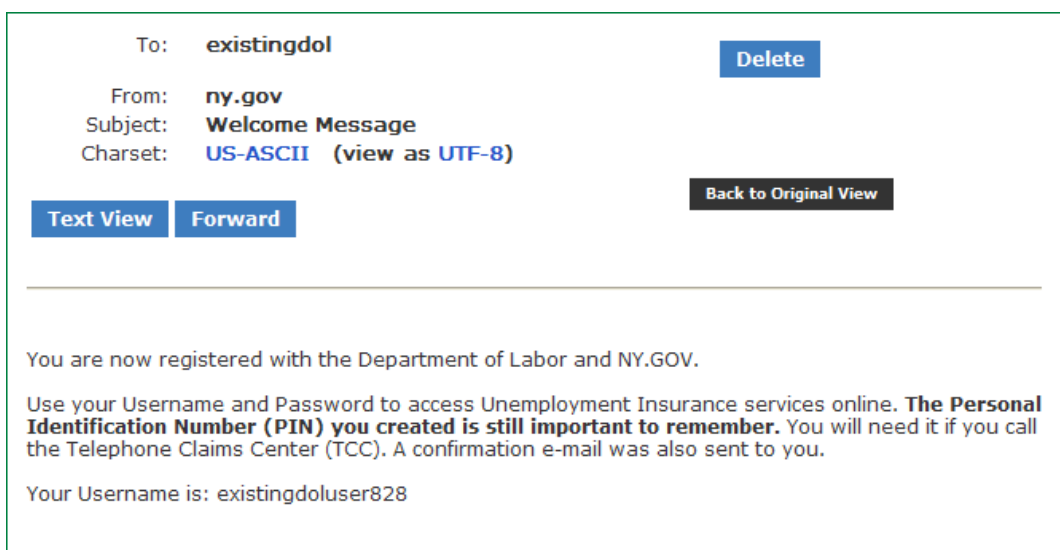 To: existingdol
Delete
From: ny.gov
Subject: Welcome Message
Charset: US-ASCII (view as UTF-8)
Back to Original View
Text View Forward
You are now registered with the Department of Labor and NY.GOV.
Use your Username and Password to access Unemployment Insurance services online. The Personal
Identification Number (PIN) you created is still important to remember. You will need it if you call
the Telephone Claims Center (TCC). A confirmation e-mail was also sent to you.
Your Username is: existingdoluser828